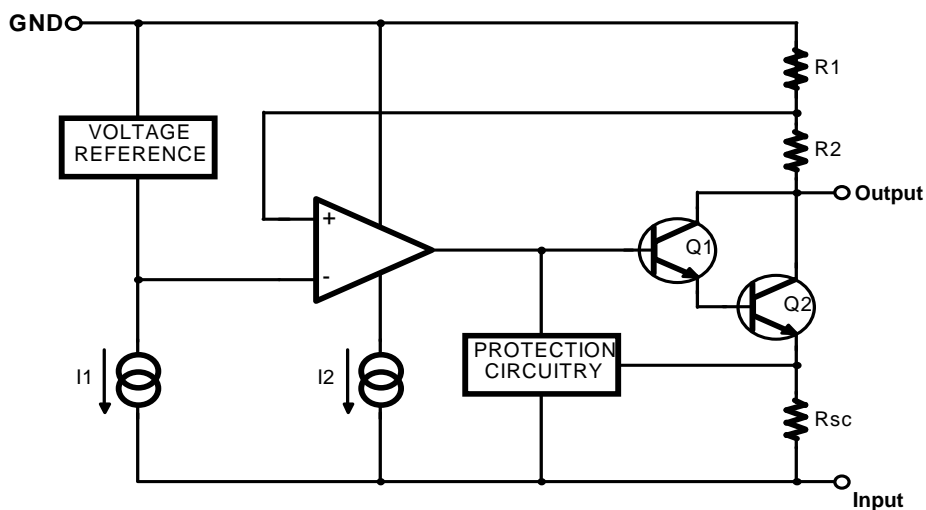 GND
R1
VOLTAGE
REFERENCE
R2
Output
+
-
Q1
Q2
I1
I2
PROTECTION
CIRCUITRY
Rsc
Input